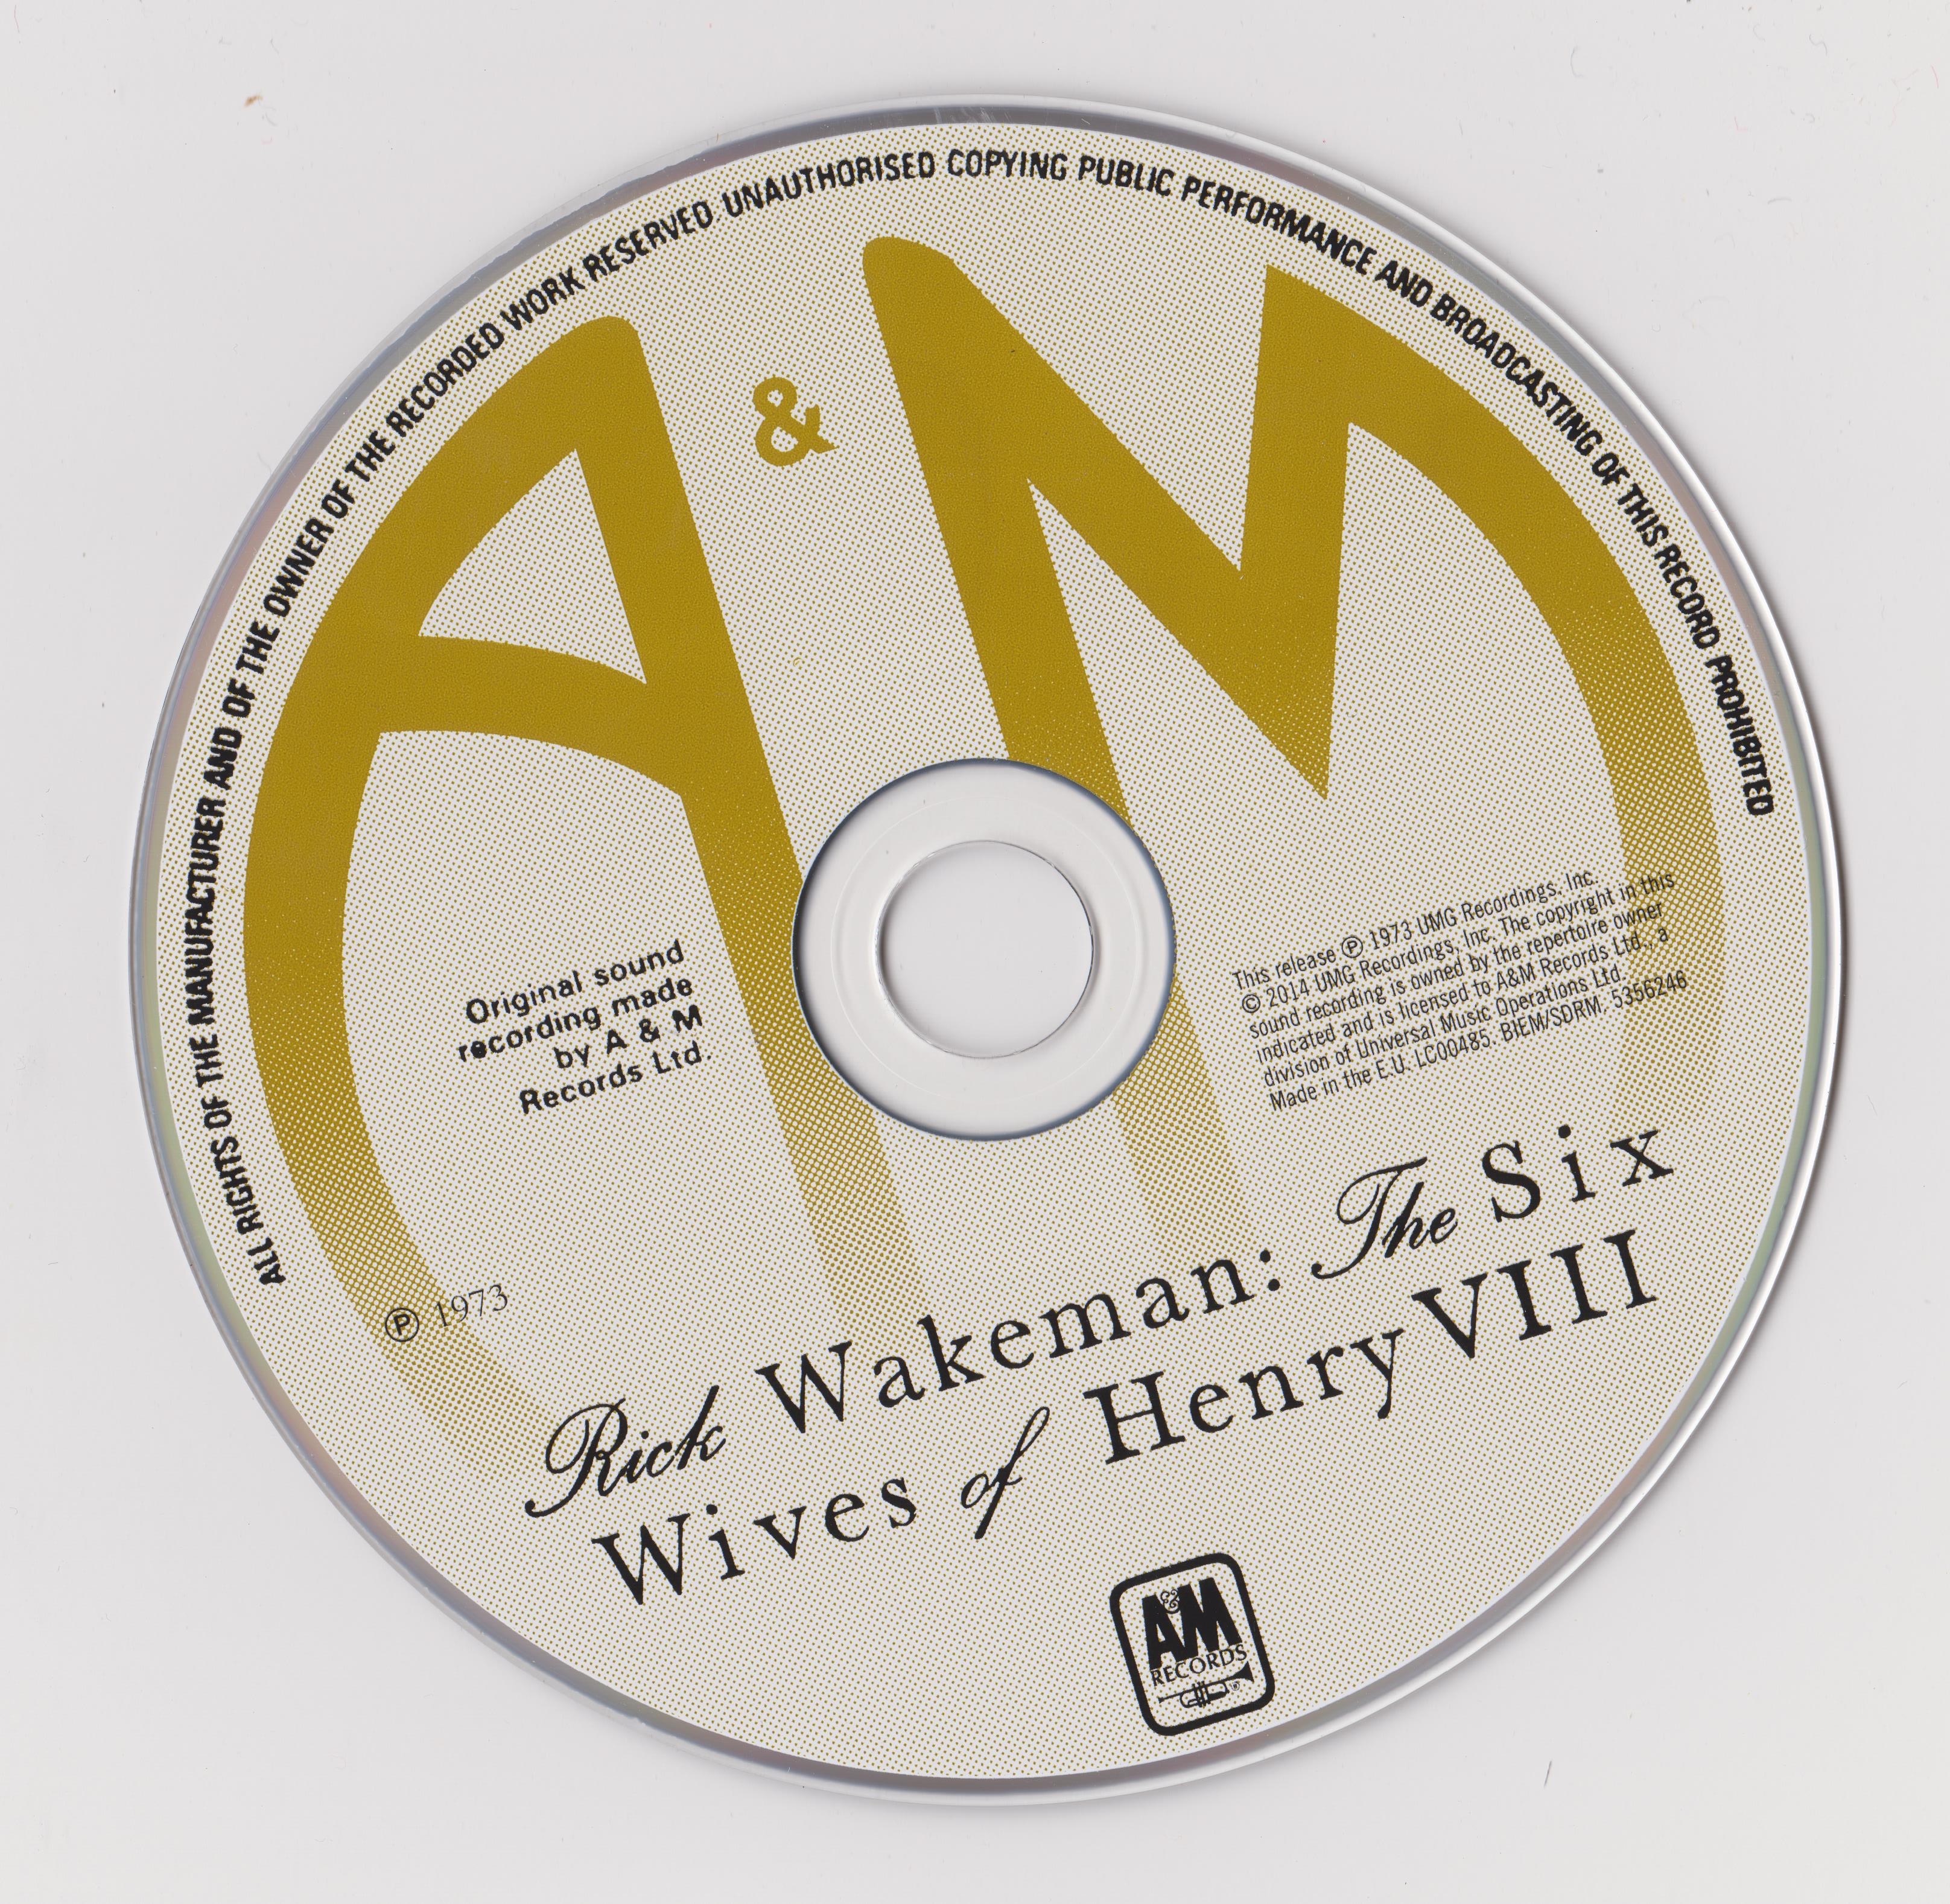 ALL RIGHTS OF THE MANUFACTURER AND OF THE OWNER OF THE RECORDED WORK RESERVED UNAUTHORISED COPYING PUBLIC PERFORMANCE AND BROADCASTING OF THIS RECORD PROHIBITED
A & M
Original sound
recording made
by A & M
Records Ltd.
This release ℗ 1973 UMG Recordings, Inc.
© 2014 UMG Recordings, Inc. The copyright in this
sound recording is owned by the repertoire owner
indicated and is licensed to A&M Records Ltd., a
division of Universal Music Operations Ltd.
Made in the E.U. LC00485. BIEM/SDRM. 5356246
℗ 1973
Rick Wakeman: The Six
Wives of Henry VIII
A&M
RECORDS
®